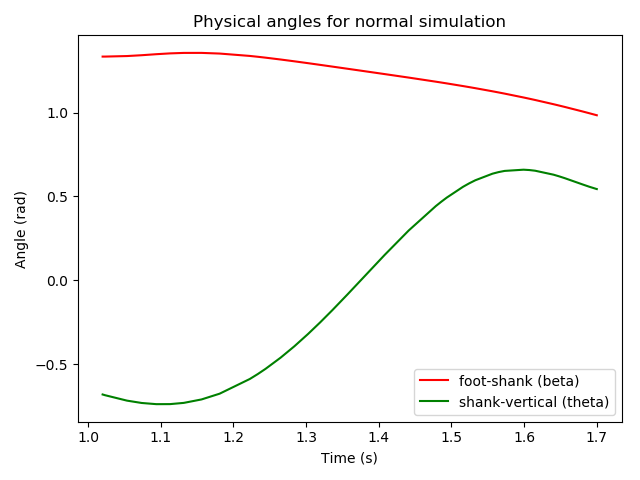 Physical angles for normal simulation
Angle (rad)
1.0
0.5
0.0
−0.5
foot-shank (beta)
shank-vertical (theta)
1.0 1.1 1.2 1.3 1.4 1.5 1.6 1.7
Time (s)